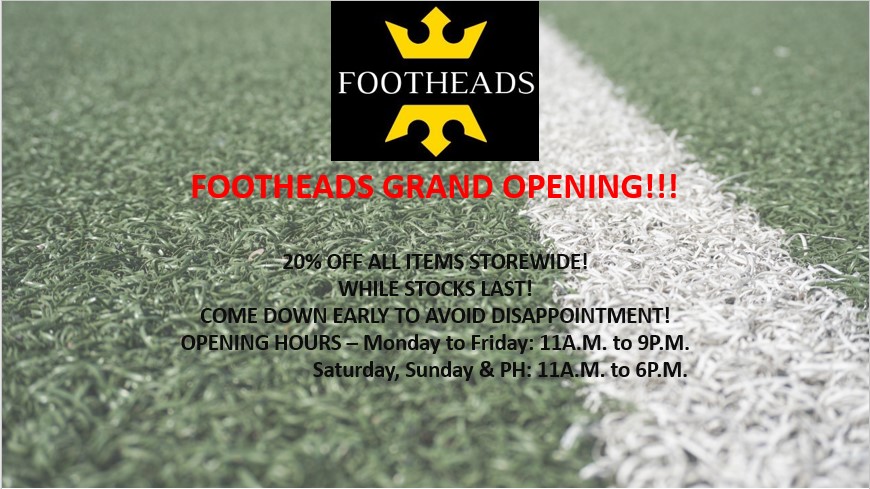 FOOTHEADS
FOOTHEADS GRAND OPENING!!!
20% OFF ALL ITEMS STOREWIDE!
WHILE STOCKS LAST!
COME DOWN EARLY TO AVOID DISAPPOINTMENT!
OPENING HOURS – Monday to Friday: 11A.M. to 9P.M.
Saturday, Sunday & PH: 11A.M. to 6P.M.